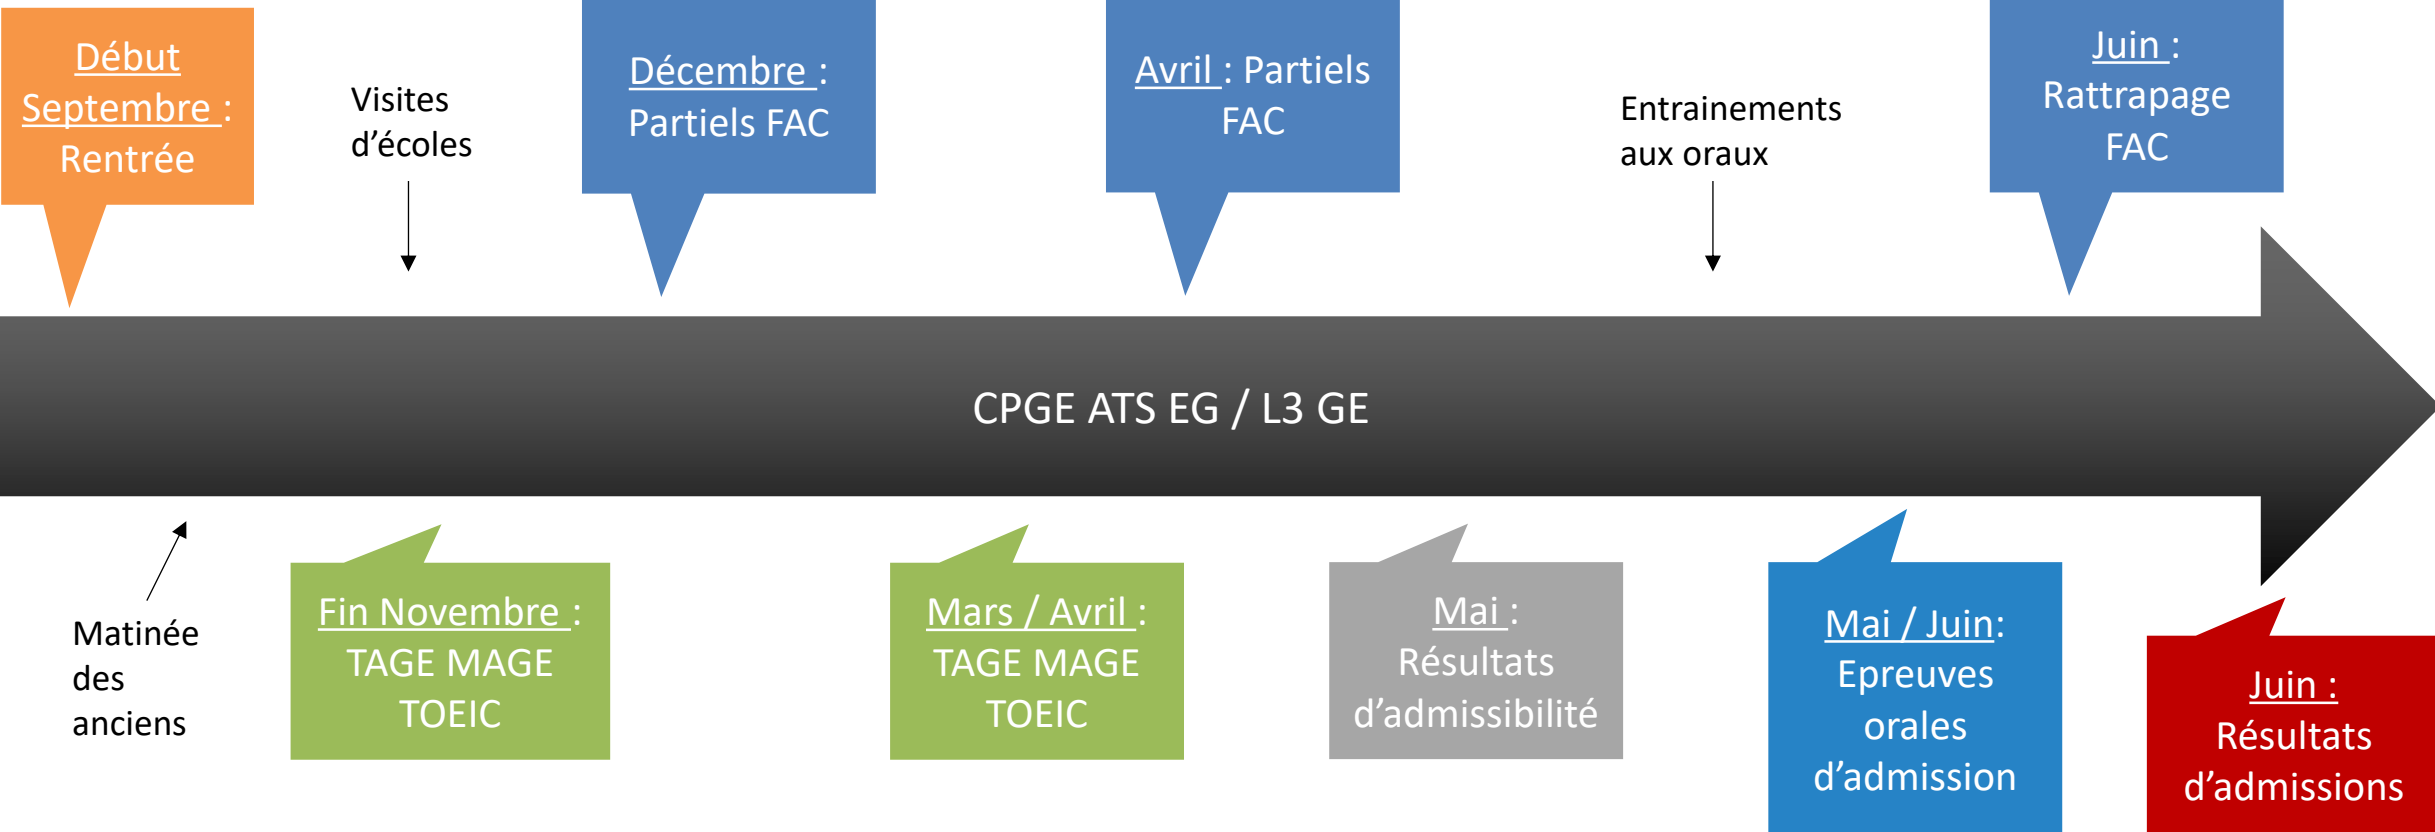 Début
Septembre :
Rentrée
Visites
d’écoles
Décembre :
Partiels FAC
Avril : Partiels
FAC
Entrainements
aux oraux
Juin :
Rattrapage
FAC
CPGE ATS EG / L3 GE
Matinée
des
anciens
Fin Novembre :
TAGE MAGE
TOEIC
Mars / Avril :
TAGE MAGE
TOEIC
Mai :
Résultats
d’admissibilité
Mai / Juin:
Epreuves
orales
d’admission
Juin :
Résultats
d’admissions